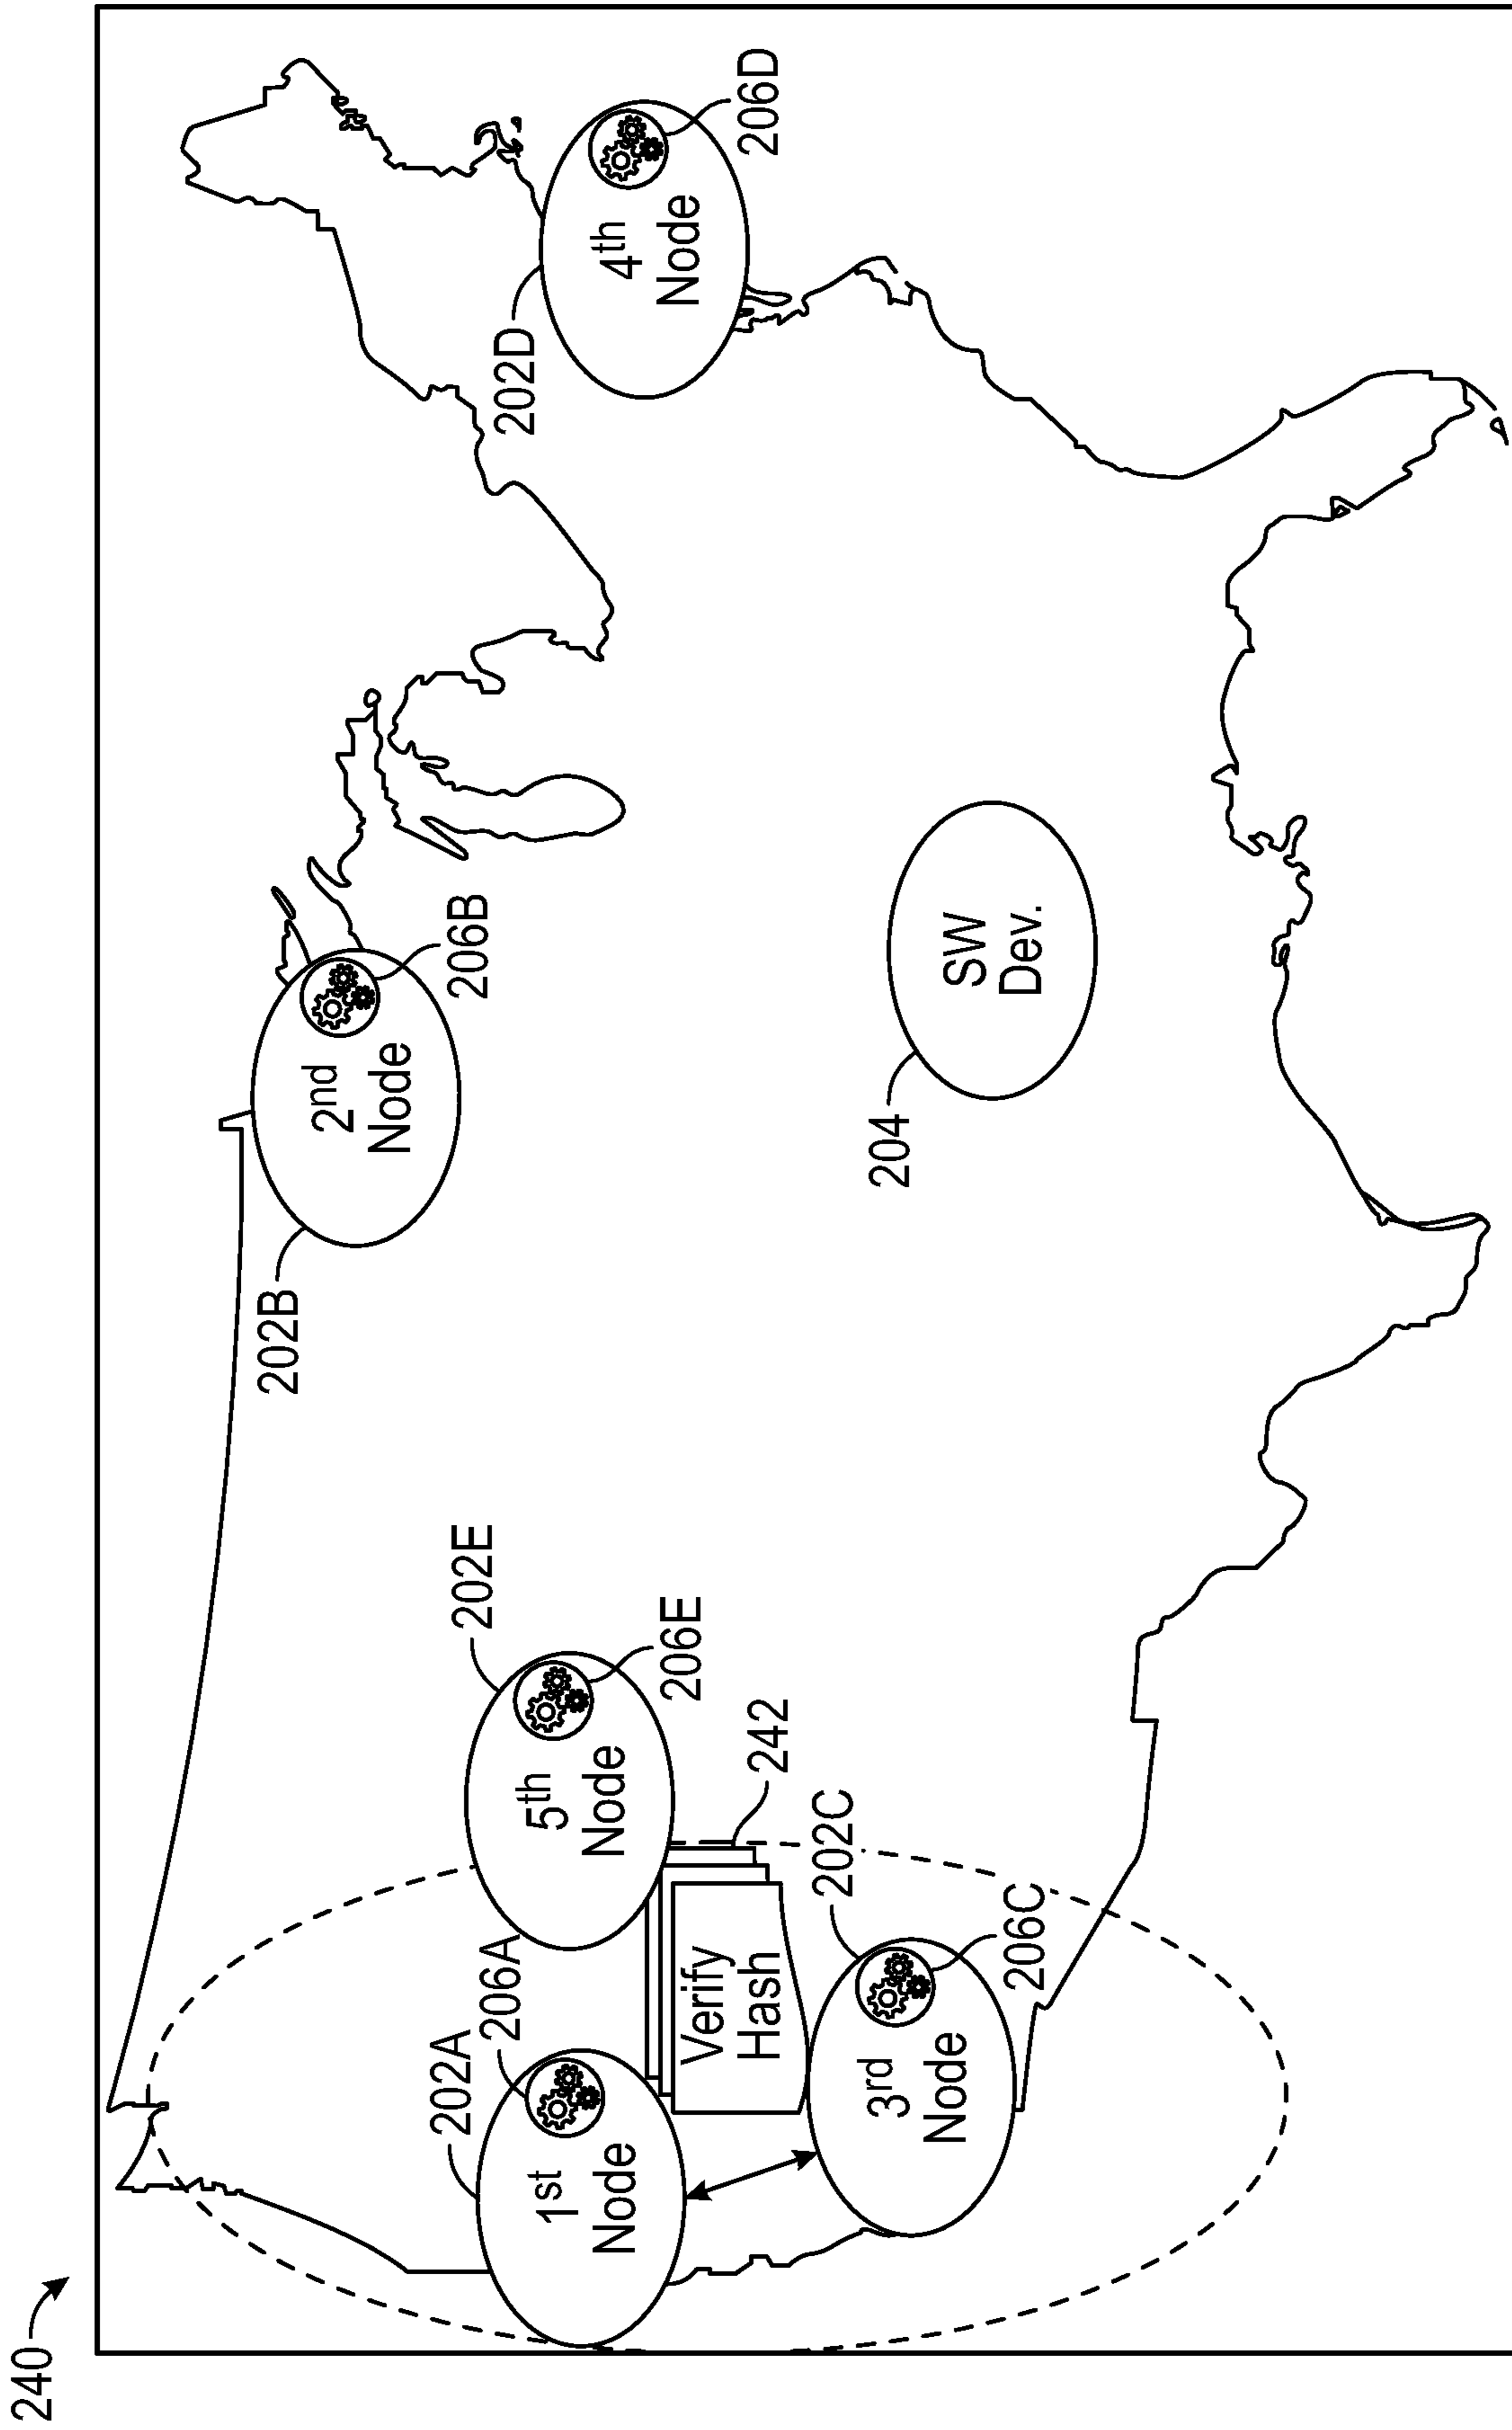 240
202B
2nd
Node
206B
202D
4th
Node
206D
202E
5th
Node
206E
202A
206A
1st
Node
Verify
Hash
242
202C
3rd
Node
206C
204
SW
Dev.